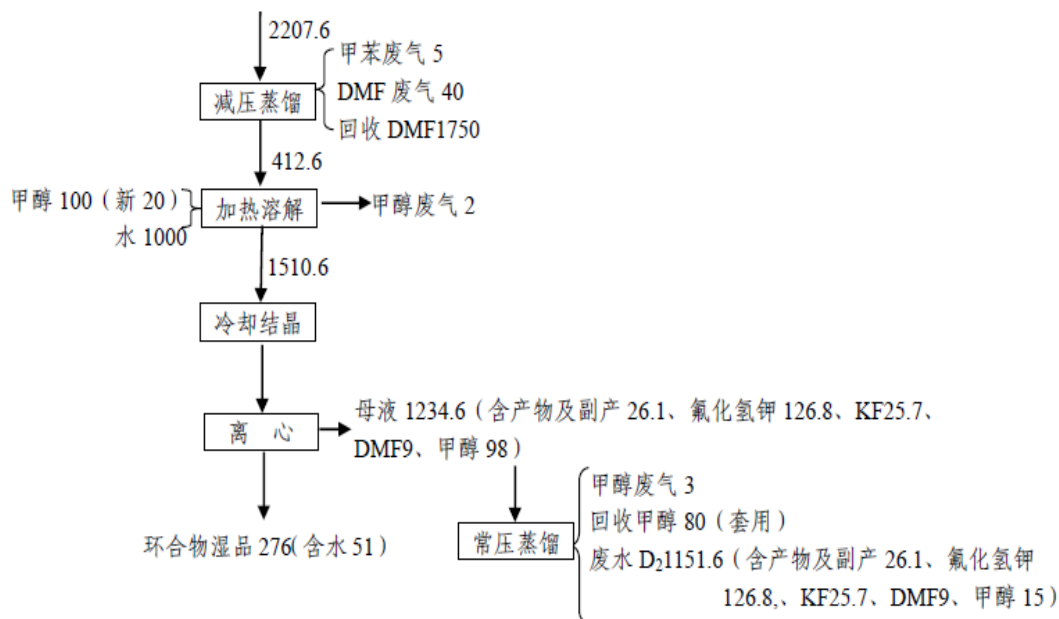 2207.6
甲苯废气 5
减压蒸馏
DMF 废气 40
回收 DMF1750
412.6
甲醇 100（新 20）
水 1000
加热溶解
甲醇废气 2
1510.6
冷却结晶
离 心
母液 1234.6（含产物及副产 26.1、氟化氢钾 126.8、KF25.7、
DMF9、甲醇 98）
环合物湿品 276(含水 51）
常压蒸馏
甲醇废气 3
回收甲醇 80（套用）
废水 D₂1151.6（含产物及副产 26.1、氟化氢钾
126.8,、KF25.7、DMF9、甲醇 15）